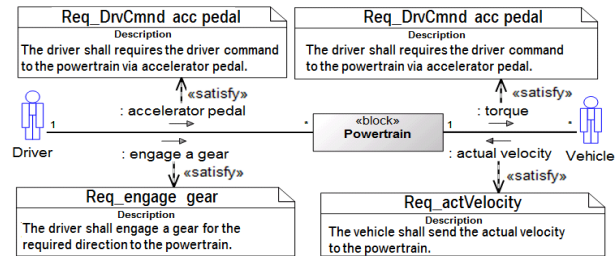 Req_DrvCmnd acc pedal
Description
The driver shall requires the driver command
to the powertrain via accelerator pedal.
Req_DrvCmnd acc pedal
Description
The driver shall requires the driver command
to the powertrain via accelerator pedal.
«satisfy»
: accelerator pedal
«satisfy»
: torque
1
*
«block»
Powertrain
1
*
Driver
Vehicle
: engage a gear
«satisfy»
: actual velocity
«satisfy»
Req_engage gear
Description
The driver shall engage a gear for the
required direction to the powertrain.
Req_actVelocity
Description
The vehicle shall send the actual velocity
to the powertrain.